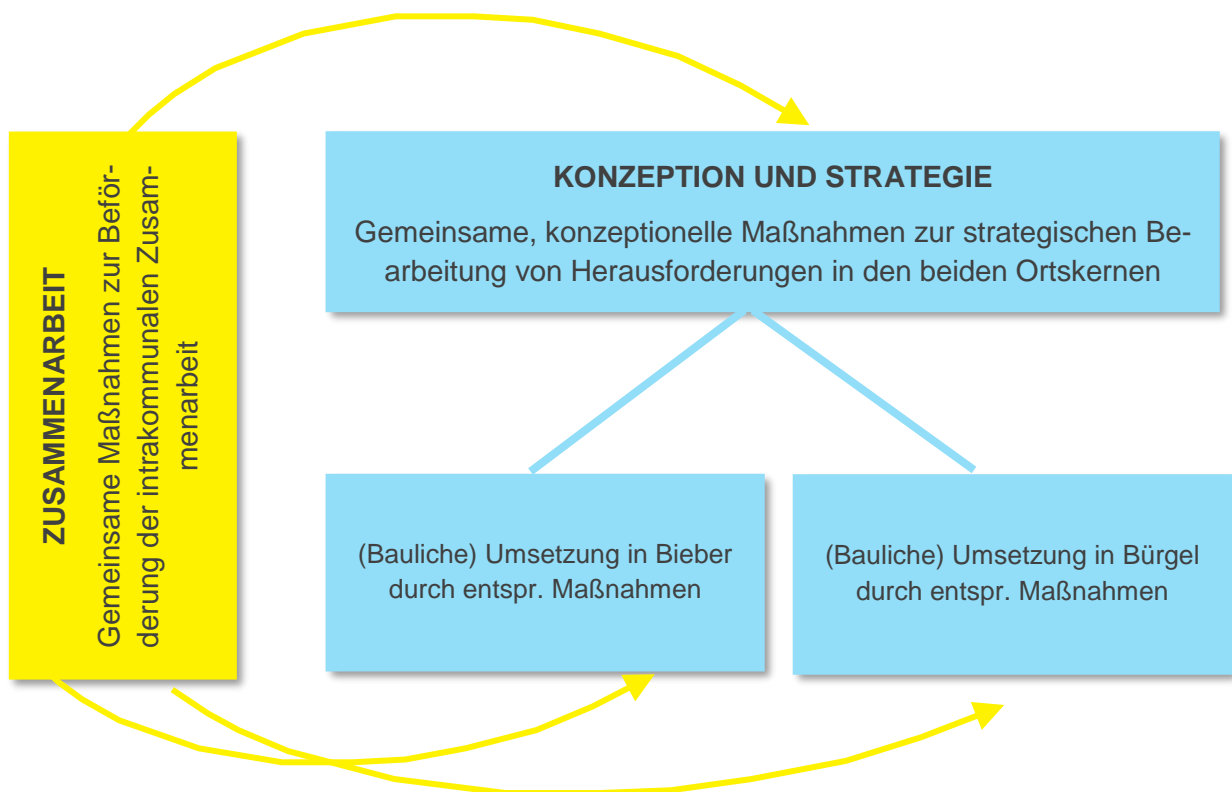 ZUSAMMENARBEIT
Gemeinsame Maßnahmen zur Beför-
derung der intrakommunalen Zusam-
menarbeit
KONZEPTION UND STRATEGIE
Gemeinsame, konzeptionelle Maßnahmen zur strategischen Be-
arbeitung von Herausforderungen in den beiden Ortskernen
(Bauliche) Umsetzung in Bieber
durch entspr. Maßnahmen
(Bauliche) Umsetzung in Bürgel
durch entspr. Maßnahmen